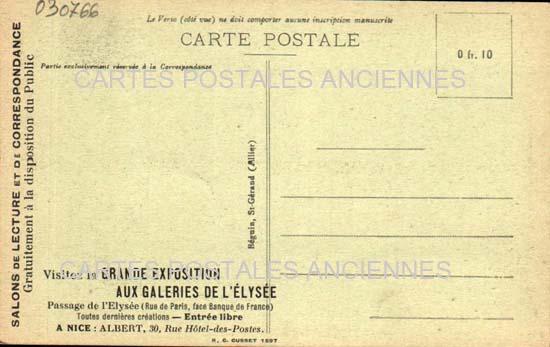 030766
Le Verso (côté vue) ne doit comporter aucune inscription manuscrite
CARTE POSTALE
0 fr. 10
Partie exclusivement réservée à la Correspondance
CARTES POSTALES ANCIENNES
SALONS DE LECTURE ET DE CORRESPONDANCE
Gratuitement à la disposition du Public
Béguin, St-Gérand (Allier)
CARTES POSTALES ANCIENNES
Visitez la GRANDE EXPOSITION
AUX GALERIES DE L'ÉLYSÉE
Passage de l'Elysée (Rue de Paris, face Banque de France)
Toutes dernières créations — Entrée libre
A NICE : ALBERT, 30, Rue Hôtel-des-Postes.
R. C. CUSSET 1597